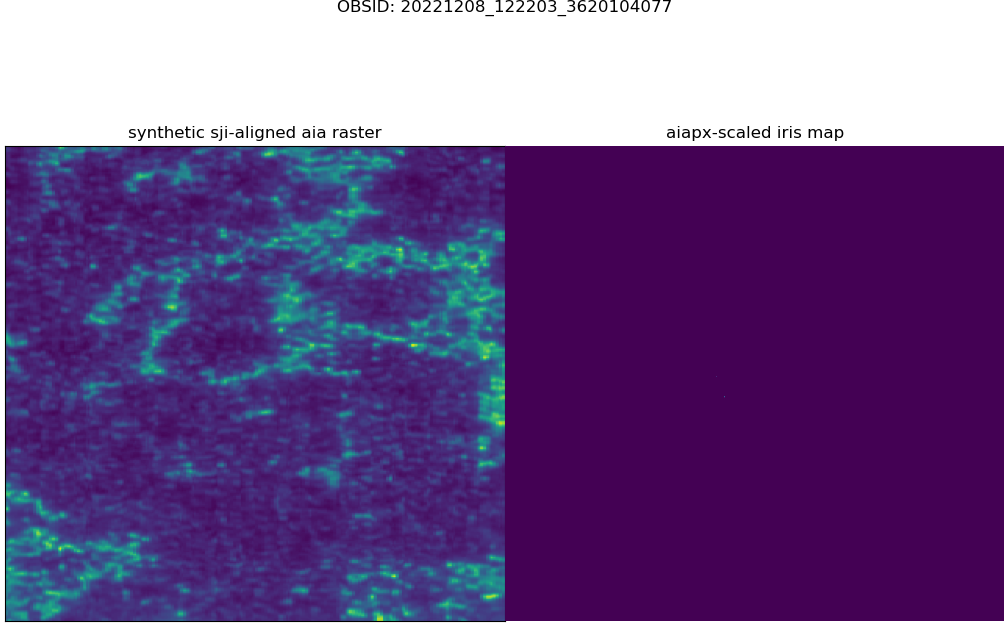 OBSID: 20221208_122203_3620104077
synthetic sji-aligned aia raster
aiapx-scaled iris map